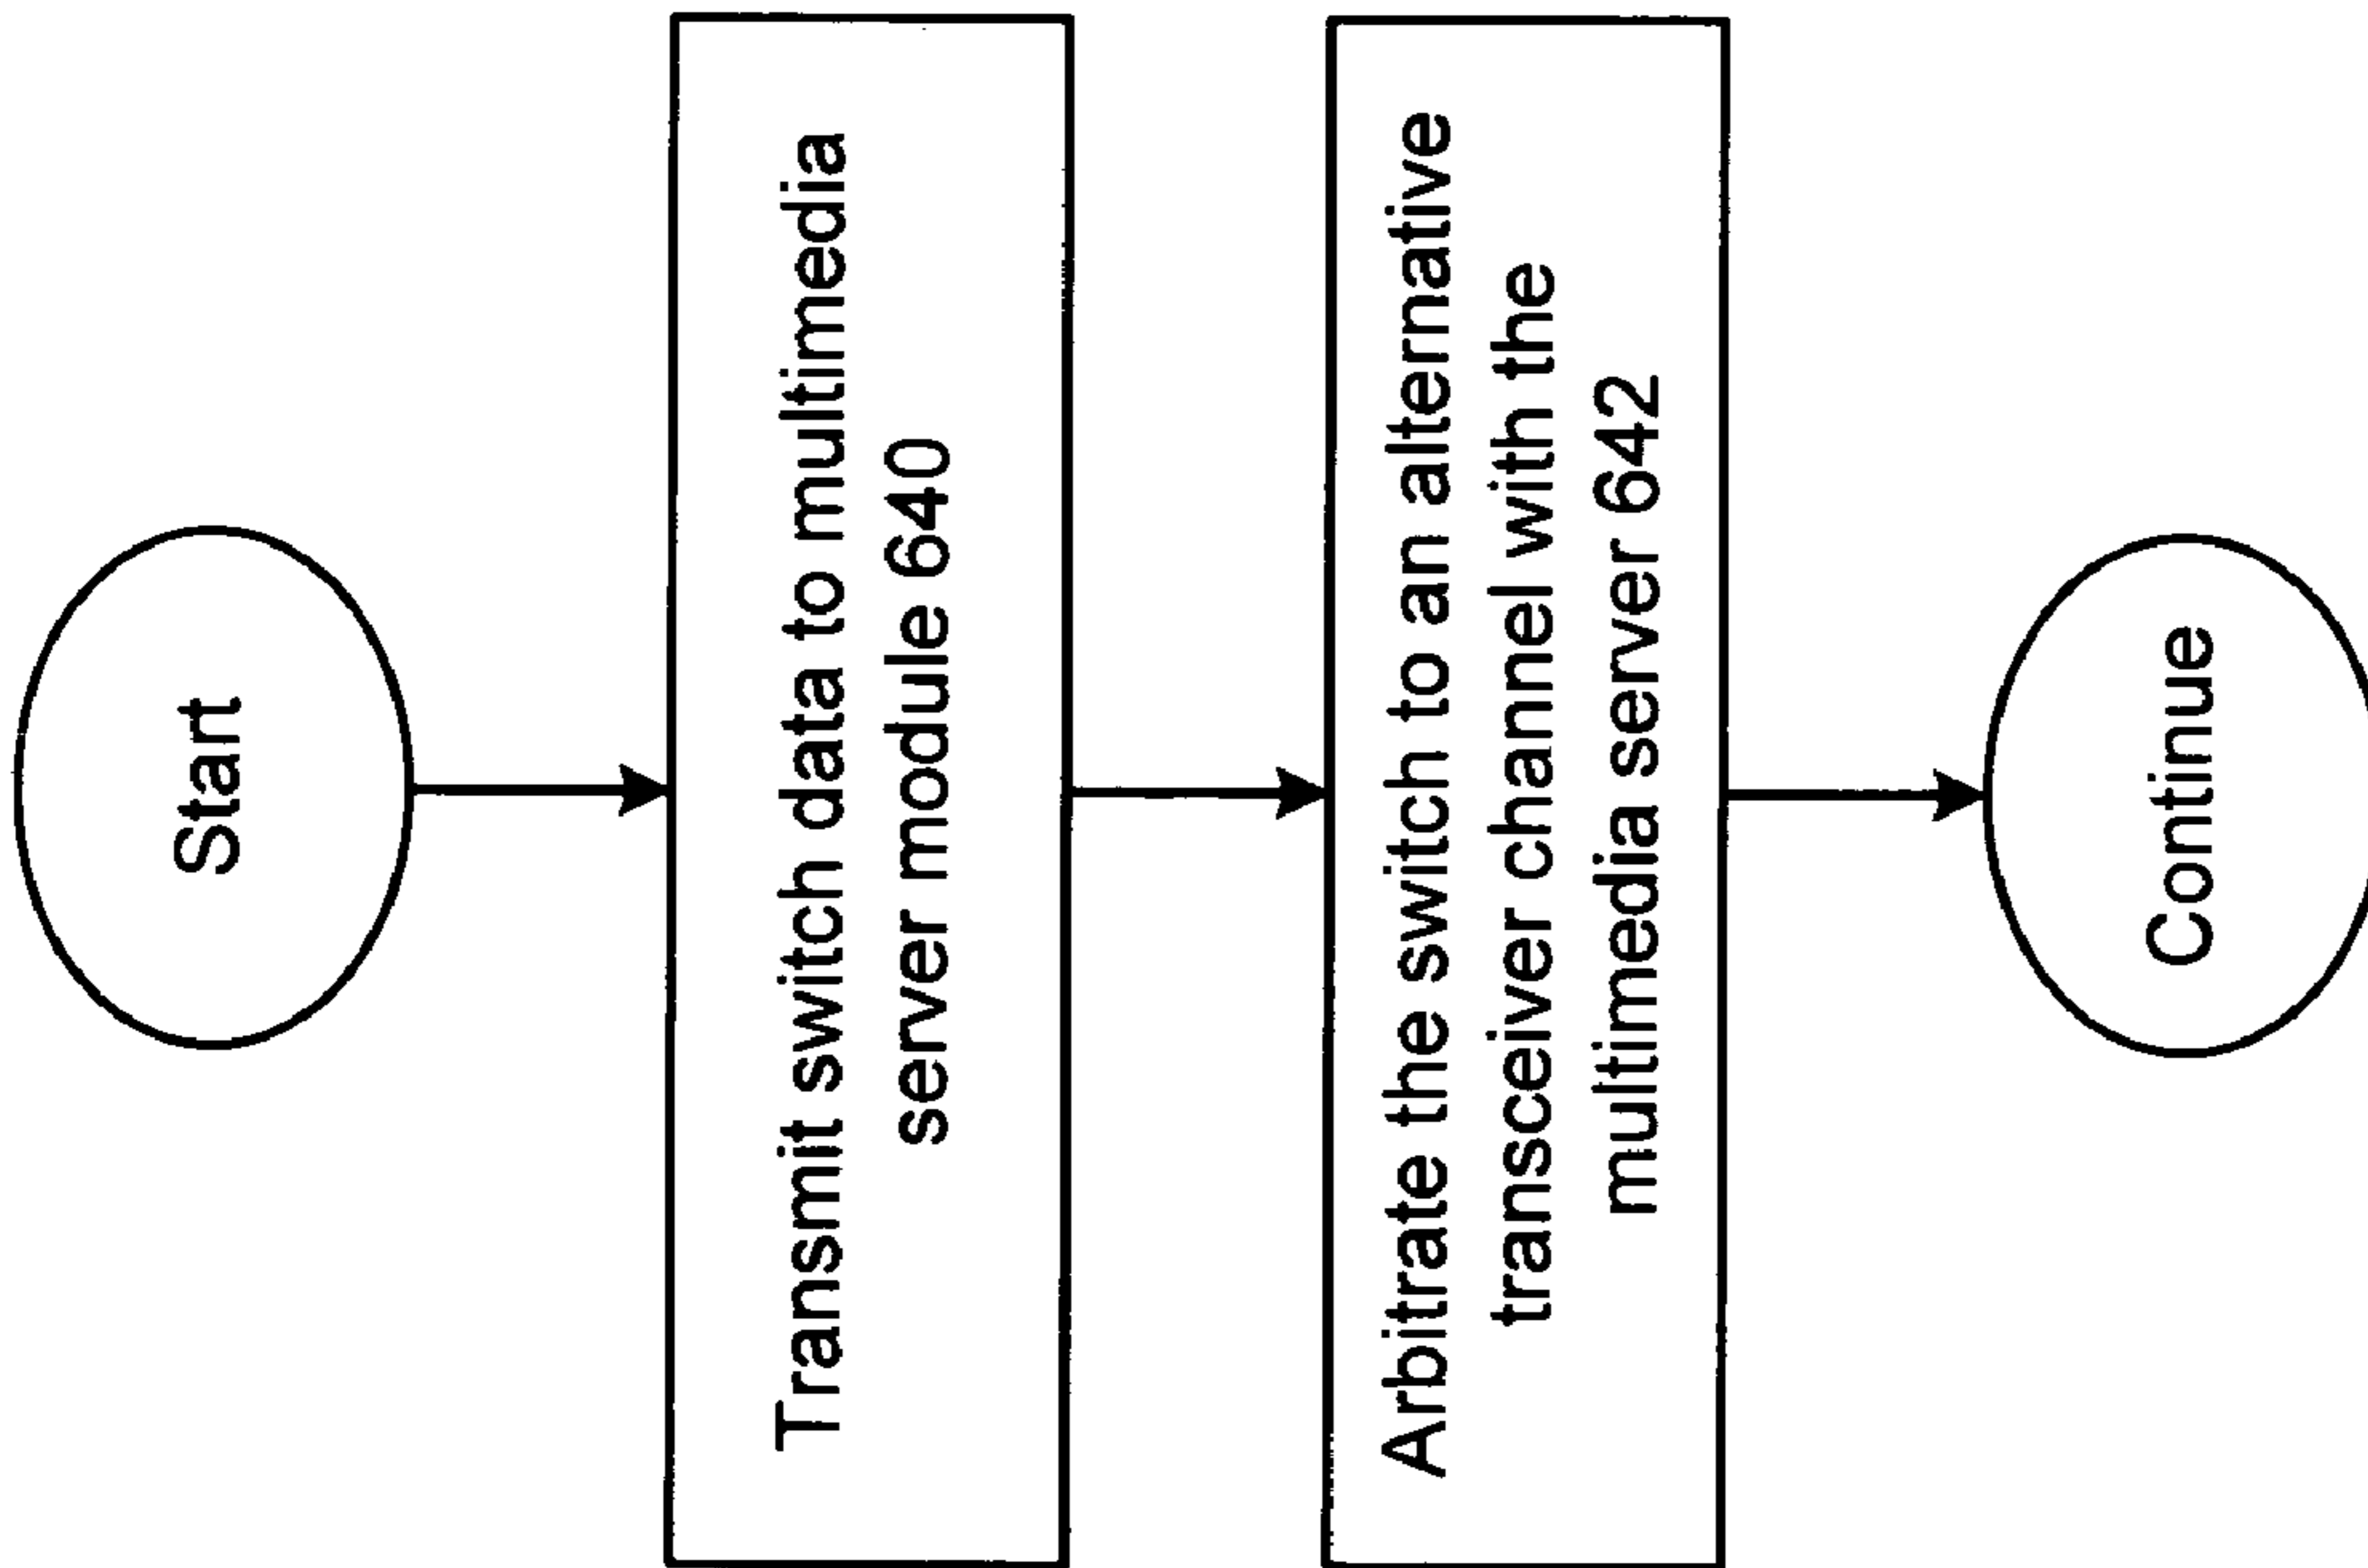 Start
Transmit switch data to multimedia
server module 640
Arbitrate the switch to an alternative
transceiver channel with the
multimedia server 642
Continue